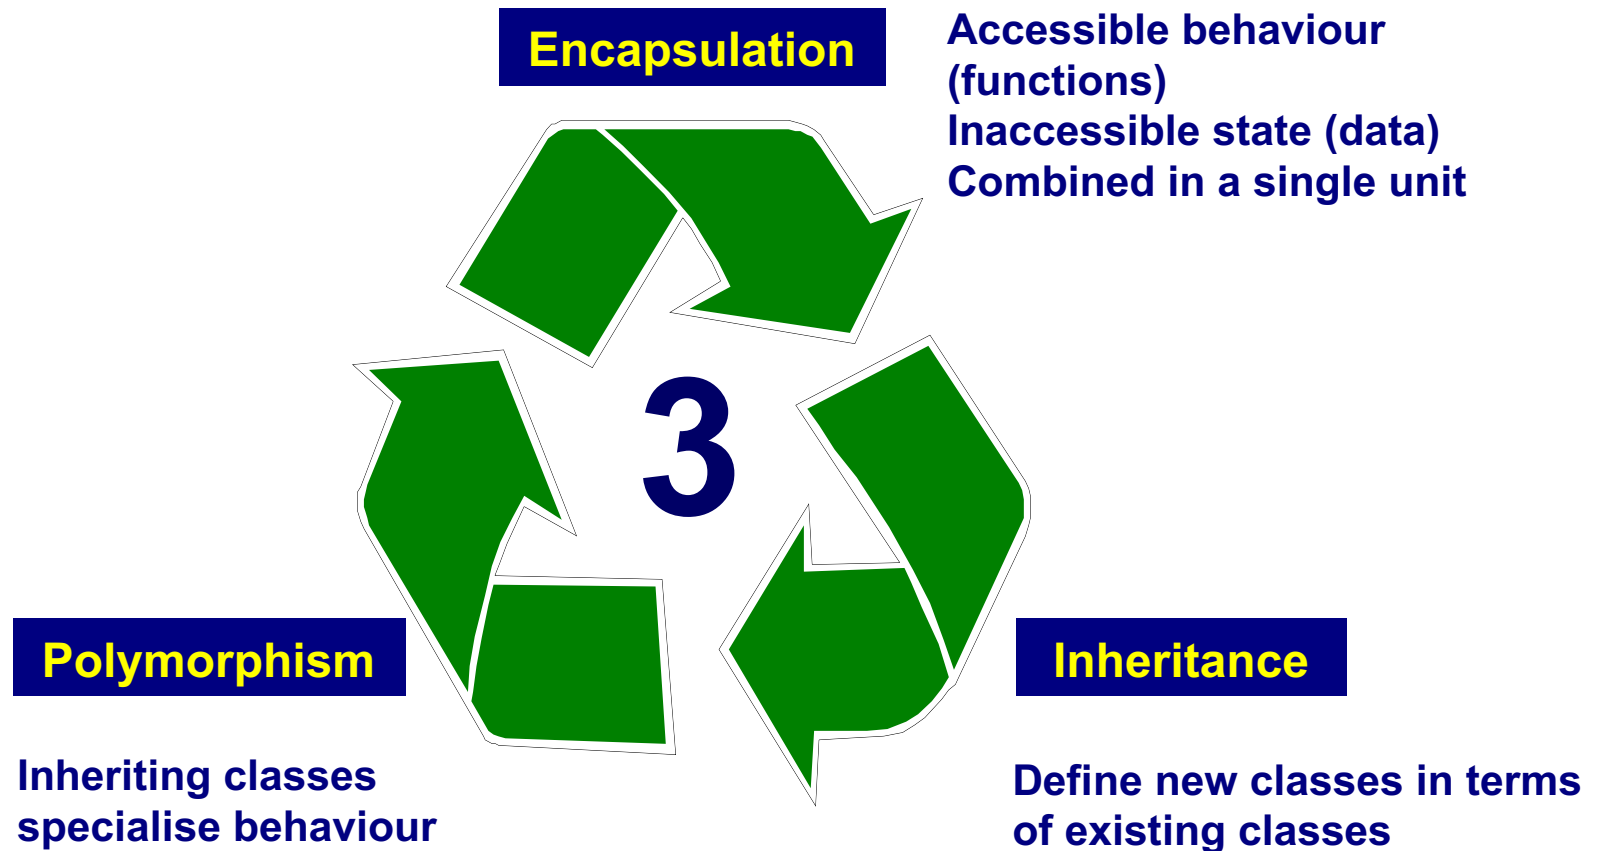 Encapsulation
Accessible behaviour
(functions)
Inaccessible state (data)
Combined in a single unit
3
Polymorphism
Inheriting classes
specialise behaviour
Inheritance
Define new classes in terms
of existing classes